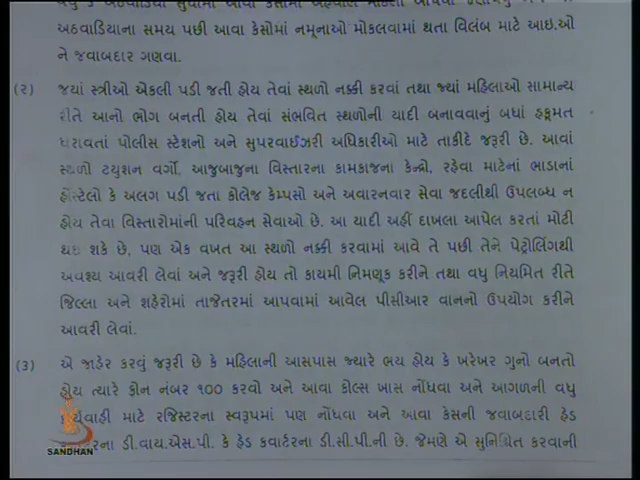 અઠવાડિયાના સમય પછી આવા કેસોમાં નમૂનાઓ મોકલવામાં થતા વિલંબ માટે આઇ.ઓ
ને જવાબદાર ગણવા.
(૨) જયાં સ્ત્રીઓ એકલી પડી જતી હોય તેવાં સ્થળો નક્કી કરવાં તથા જ્યાં મહિલાઓ સામાન્ય
રીતે આનો ભોગ બનતી હોય તેવાં સંભવિત સ્થળોની યાદી બનાવવાનું બધાં હકૂમત
ધરાવતાં પોલીસ સ્ટેશનો અને સુપરવાઈઝરી અધિકારીઓ માટે તાકીદે જરૂરી છે. આવાં
સ્થળો ટયુશન વર્ગો, આજુબાજુના વિસ્તારના કામકાજના કેન્દ્રો, રહેવા માટેનાં ભાડાનાં
હોસ્ટેલો કે અલગ પડી જતા કોલેજ કેમ્પસો અને અવારનવાર સેવા જલદીથી ઉપલબ્ધ ન
હોય તેવા વિસ્તારોમાંની પરિવહન સેવાઓ છે. આ યાદી અહીં દાખલા આપેલ કરતાં મોટી
થઇ શકે છે, પણ એક વખત આ સ્થળો નક્કી કરવામાં આવે તે પછી તેને પેટ્રોલિંગથી
અવશ્ય આવરી લેવાં અને જરૂરી હોય તો કાયમી નિમણૂક કરીને તથા વધુ નિયમિત રીતે
જિલ્લા અને શહેરોમાં તાજેતરમાં આપવામાં આવેલ પીસીઆર વાનનો ઉપયોગ કરીને
આવરી લેવાં.
(૩) એ જાહેર કરવું જરૂરી છે કે મહિલાની આસપાસ જ્યારે ભય હોય કે ખરેખર ગુનો બનતો
હોય ત્યારે ફોન નંબર ૧૦૦ કરવો અને આવા કોલ્સ ખાસ નોંધવા અને આગળની વધુ
માટે રજિસ્ટરના સ્વરૂપમાં પણ નોંધવા અને આવા કેસની જવાબદારી હેડ
ડી.વાય.એસ.પી. કે હેડ કવાર્ટરના ડી.સી.પી.ની છે. જેમણે એ સુનિશ્ચિત કરવાની
SANDHAN